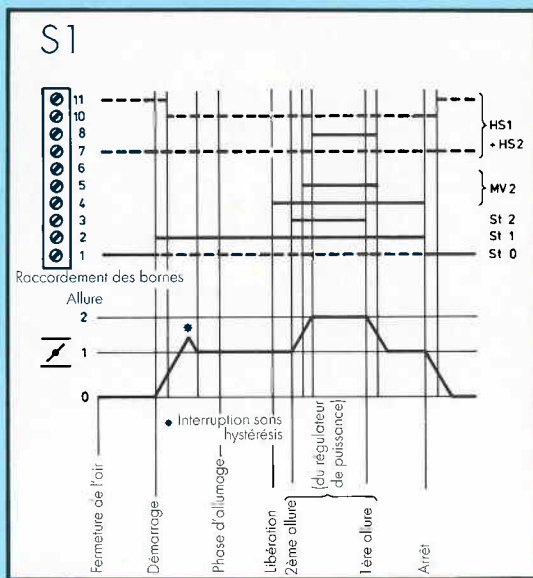 S1
11
10
8
7
6
5
4
3
2
1
HS1
+ HS2
MV 2
St 2
St 1
St 0
Raccordement des bornes
Allure
2
1
0
* Interruption sans
hystérésis
Fermeture de l'air
Démarrage
Phase d'allumage
Libération
2ème allure
(du régulateur
de puissance)
1ère allure
Arrêt